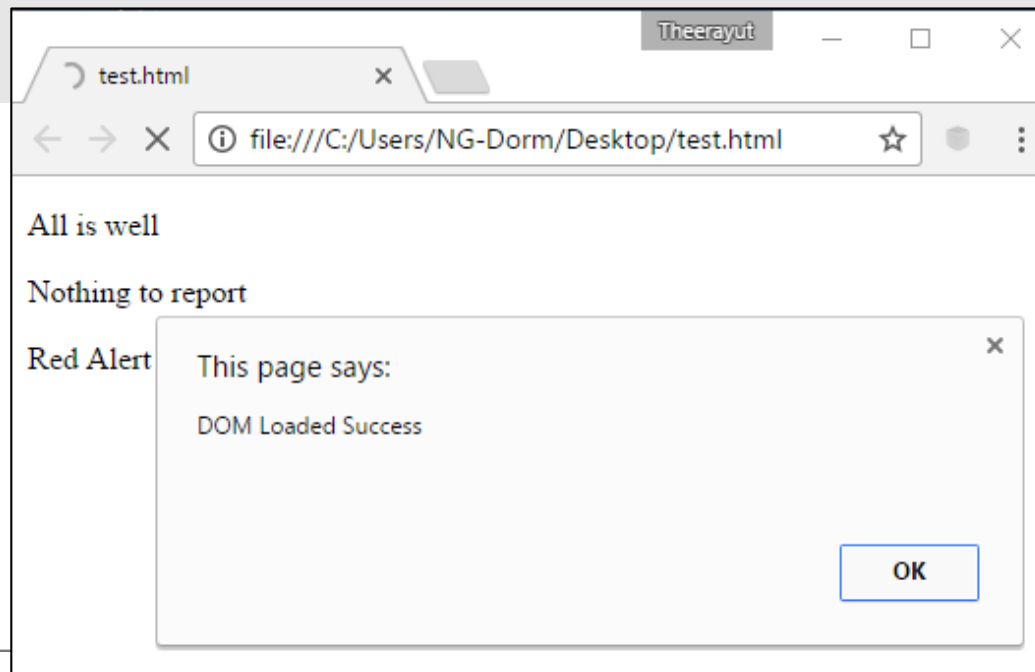 Theerayut
test.html
file:///C:/Users/NG-Dorm/Desktop/test.html
All is well
Nothing to report
Red Alert
This page says:
DOM Loaded Success
OK